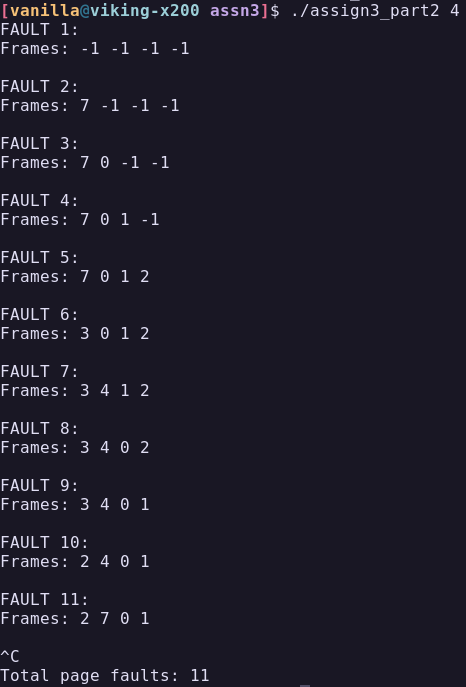 [vanilla@viking-x200 assn3]$ ./assign3_part2 4
FAULT 1:
Frames: -1 -1 -1 -1
FAULT 2:
Frames: 7 -1 -1 -1
FAULT 3:
Frames: 7 0 -1 -1
FAULT 4:
Frames: 7 0 1 -1
FAULT 5:
Frames: 7 0 1 2
FAULT 6:
Frames: 3 0 1 2
FAULT 7:
Frames: 3 4 1 2
FAULT 8:
Frames: 3 4 0 2
FAULT 9:
Frames: 3 4 0 1
FAULT 10:
Frames: 2 4 0 1
FAULT 11:
Frames: 2 7 0 1
^C
Total page faults: 11